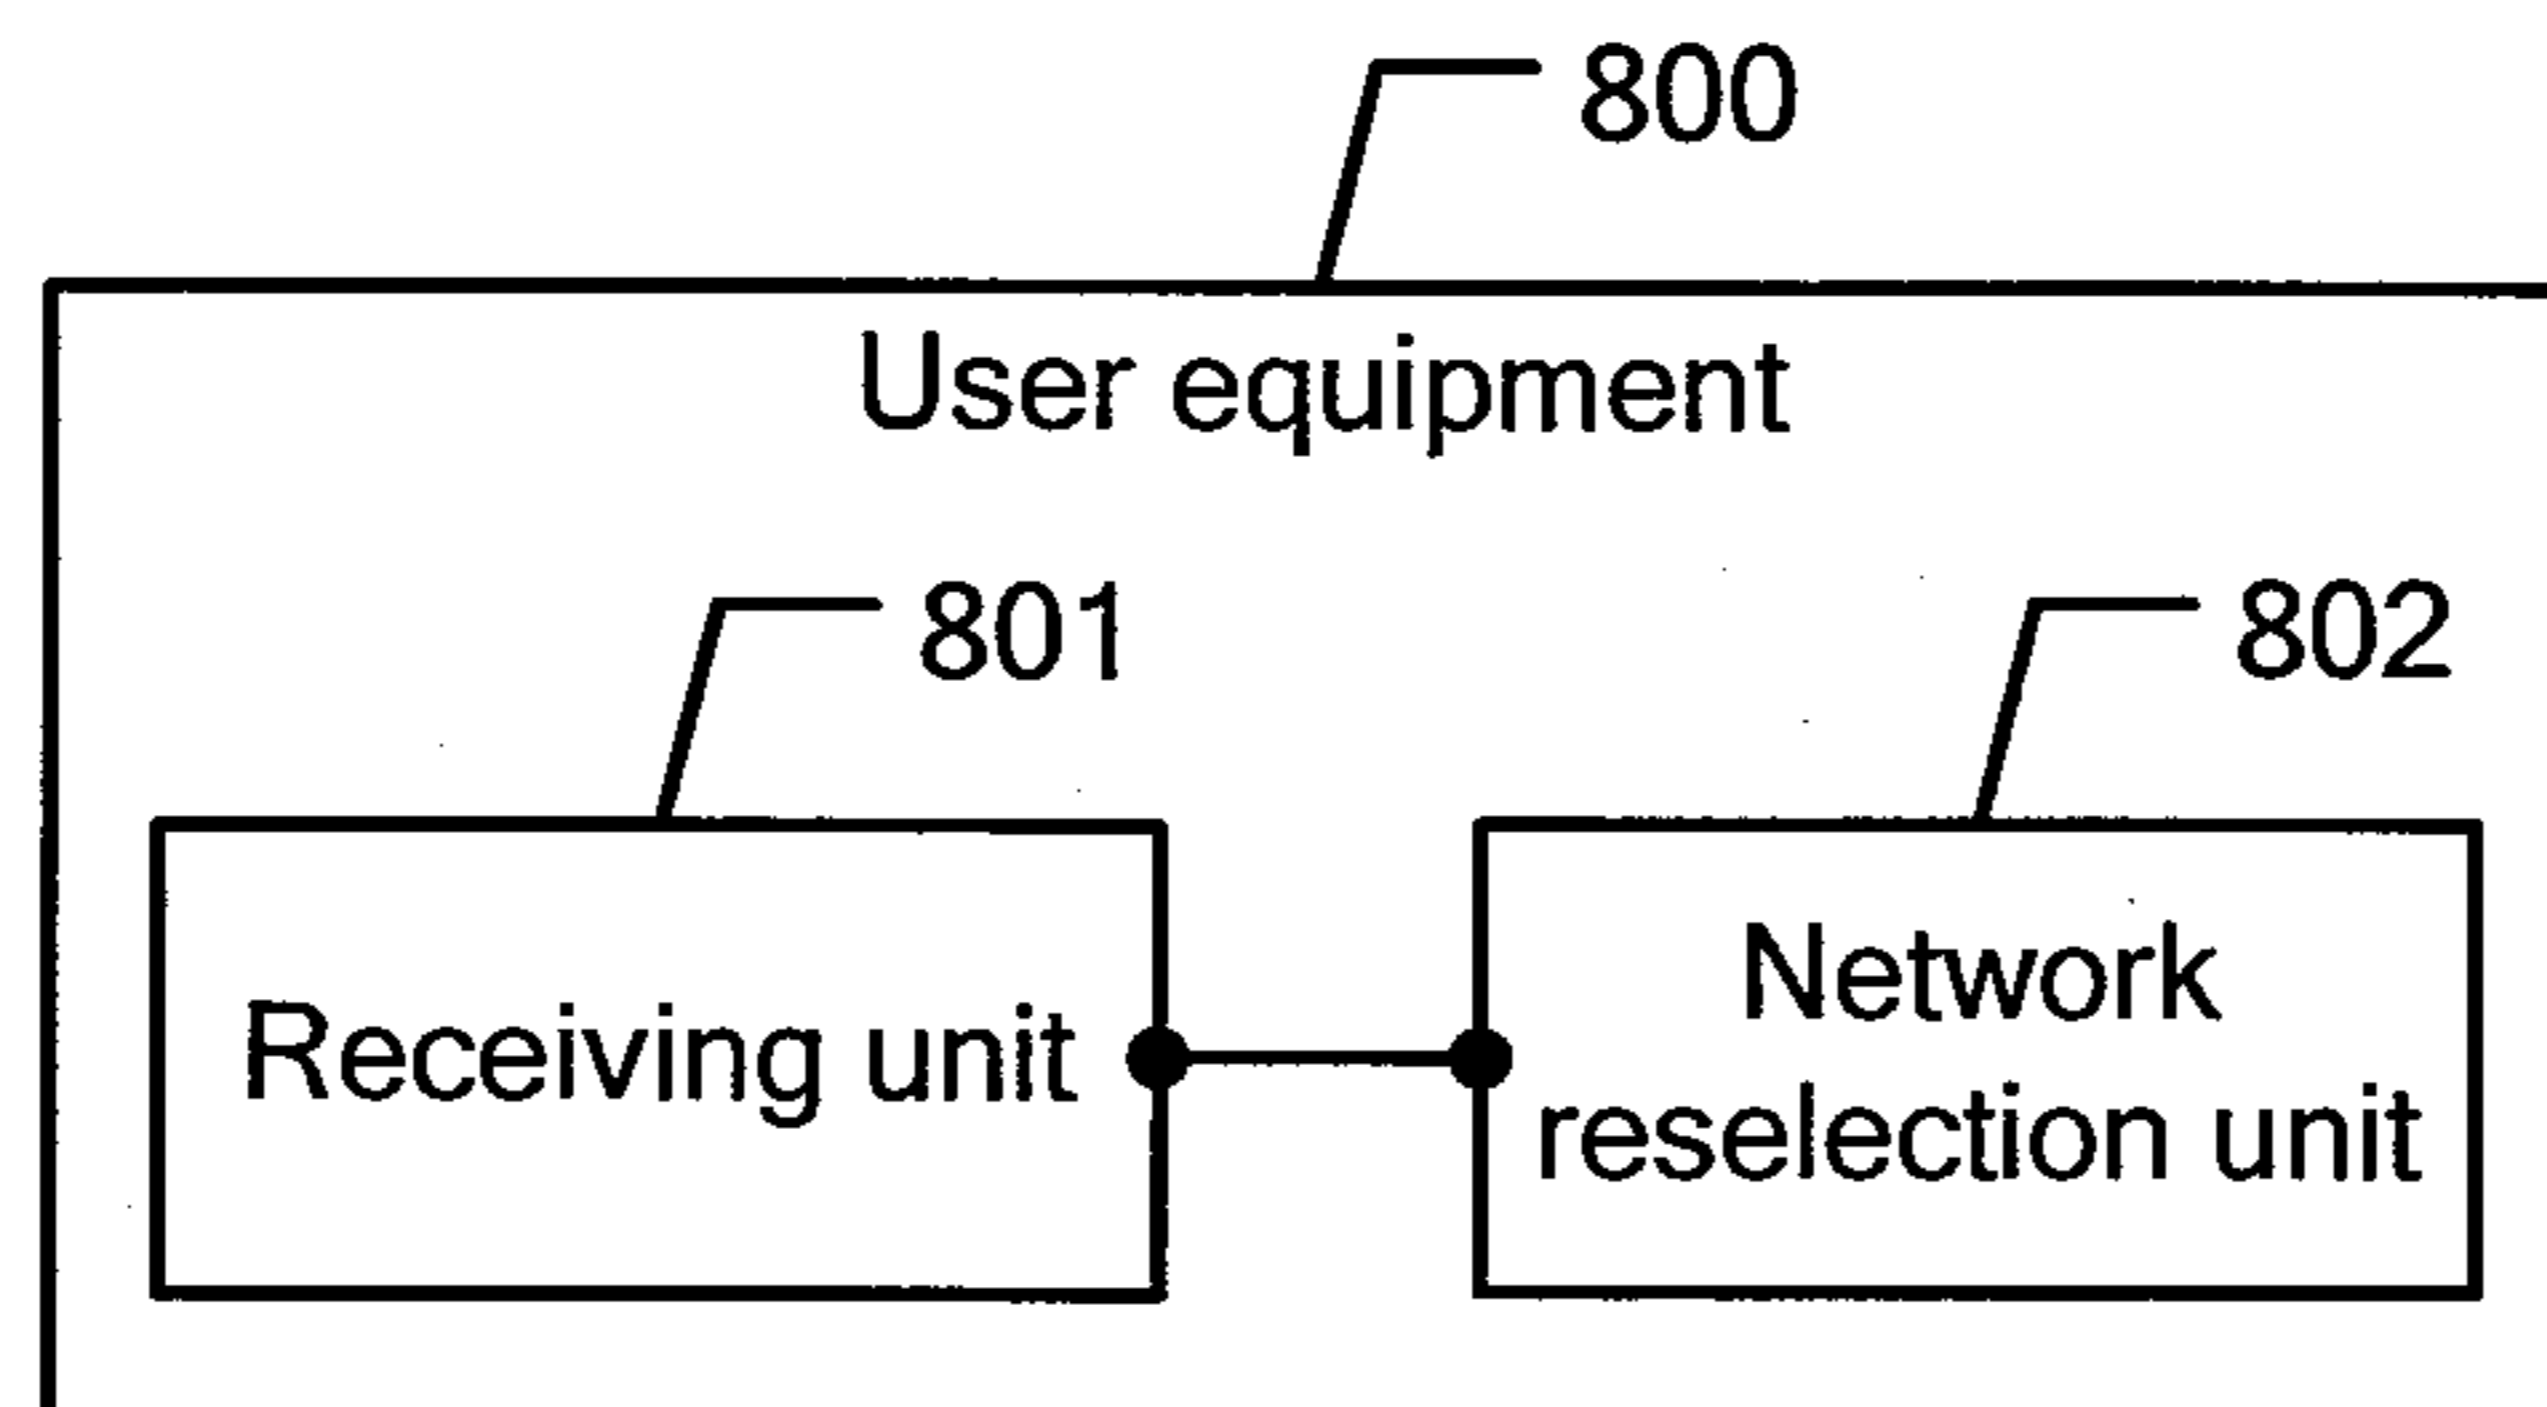 800
User equipment
801
802
Receiving unit
Network
reselection unit